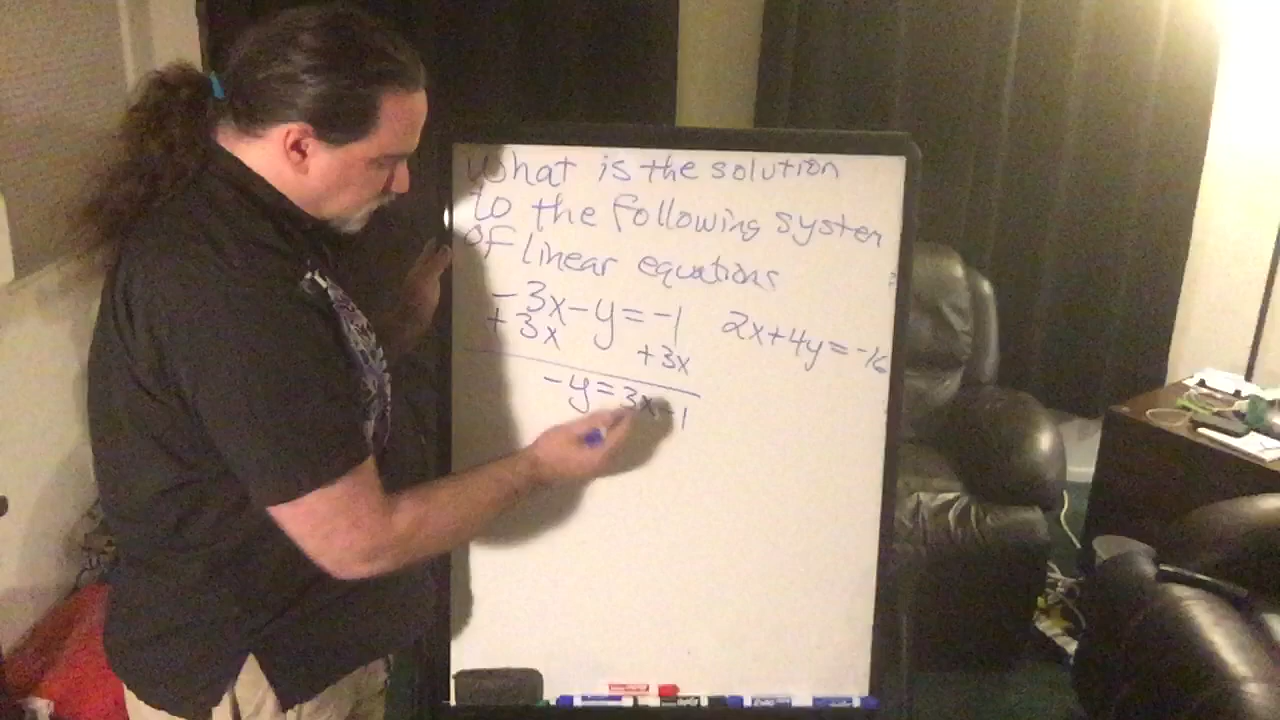 What is the solution
to the following system
of linear equations
-3x-y=-1 2x+4y=-16
+3x +3x
-y=3x-1